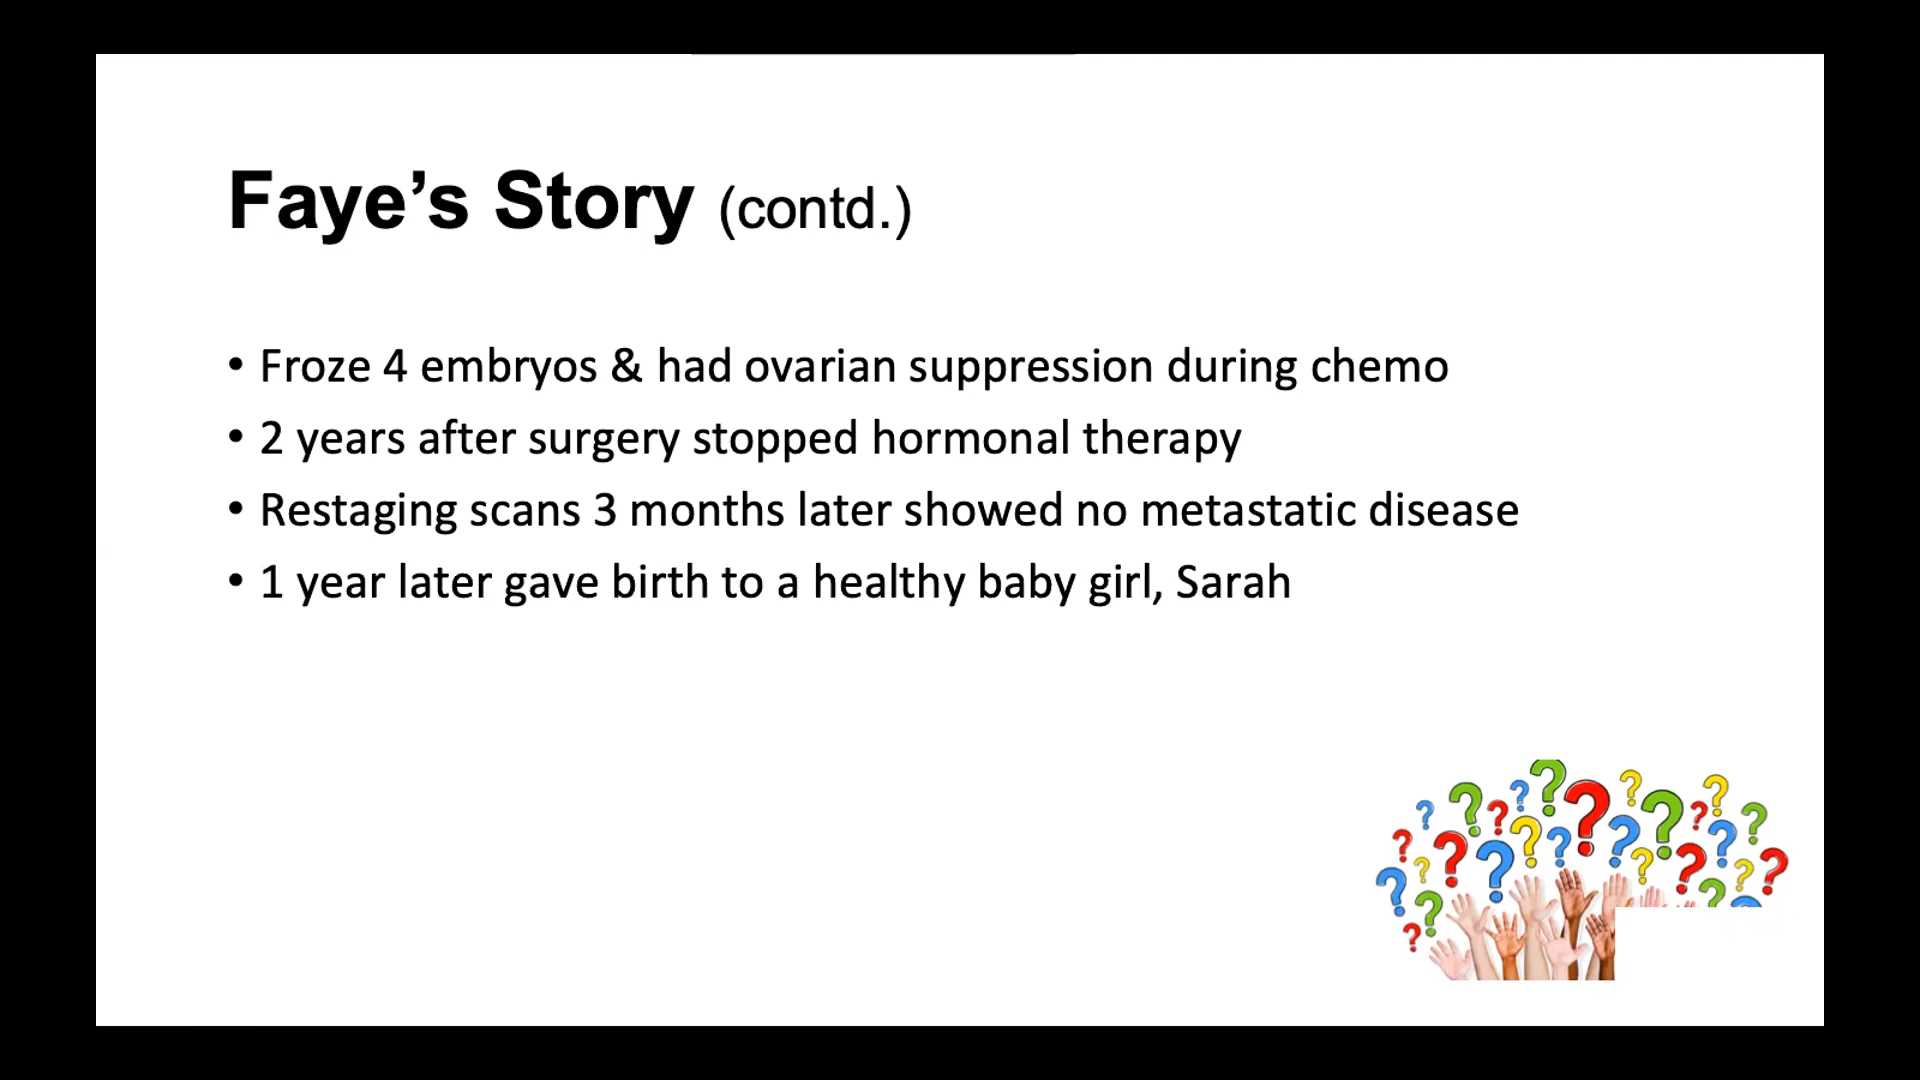 Faye’s Story (contd.)
• Froze 4 embryos & had ovarian suppression during chemo
• 2 years after surgery stopped hormonal therapy
• Restaging scans 3 months later showed no metastatic disease
• 1 year later gave birth to a healthy baby girl, Sarah